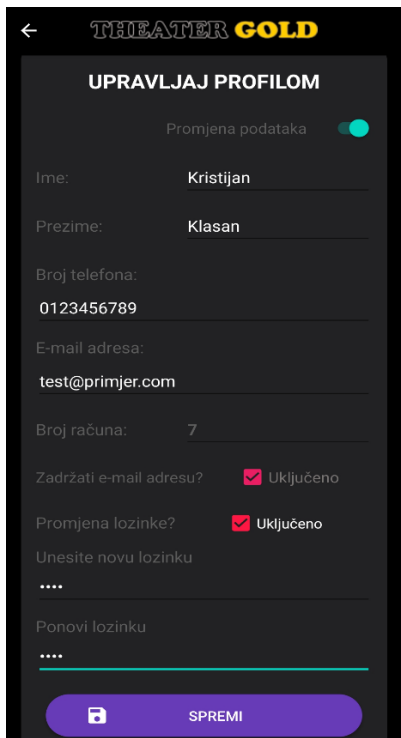 THEATER GOLD
UPRAVLJAJ PROFILOM
Promjena podataka
Ime: Kristijan
Prezime: Klasan
Broj telefona:
0123456789
E-mail adresa:
test@primjer.com
Broj računa: 7
Zadržati e-mail adresu? Uključeno
Promjena lozinke? Uključeno
Unesite novu lozinku
••••
Ponovi lozinku
••••
SPREMI